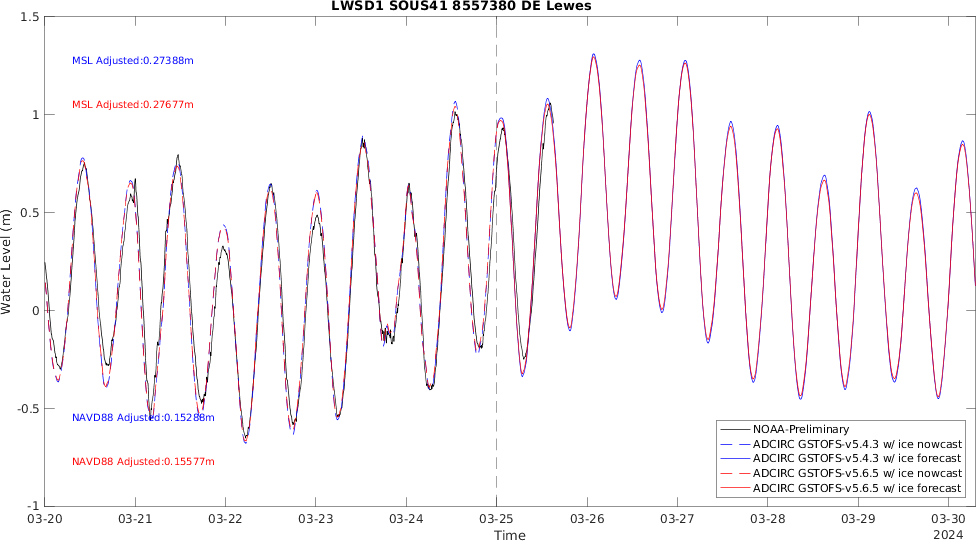 LWSD1 SOUS41 8557380 DE Lewes
1.5
MSL Adjusted:0.27388m
MSL Adjusted:0.27677m
1
0.5
Water Level (m)
0
-0.5
NAVD88 Adjusted:0.15288m
NAVD88 Adjusted:0.15577m
-1
NOAA-Preliminary
ADCIRC GSTOFS-v5.4.3 w/ ice nowcast
ADCIRC GSTOFS-v5.4.3 w/ ice forecast
ADCIRC GSTOFS-v5.6.5 w/ ice nowcast
ADCIRC GSTOFS-v5.6.5 w/ ice forecast
03-20 03-21 03-22 03-23 03-24 03-25 03-26 03-27 03-28 03-29 03-30
Time
2024